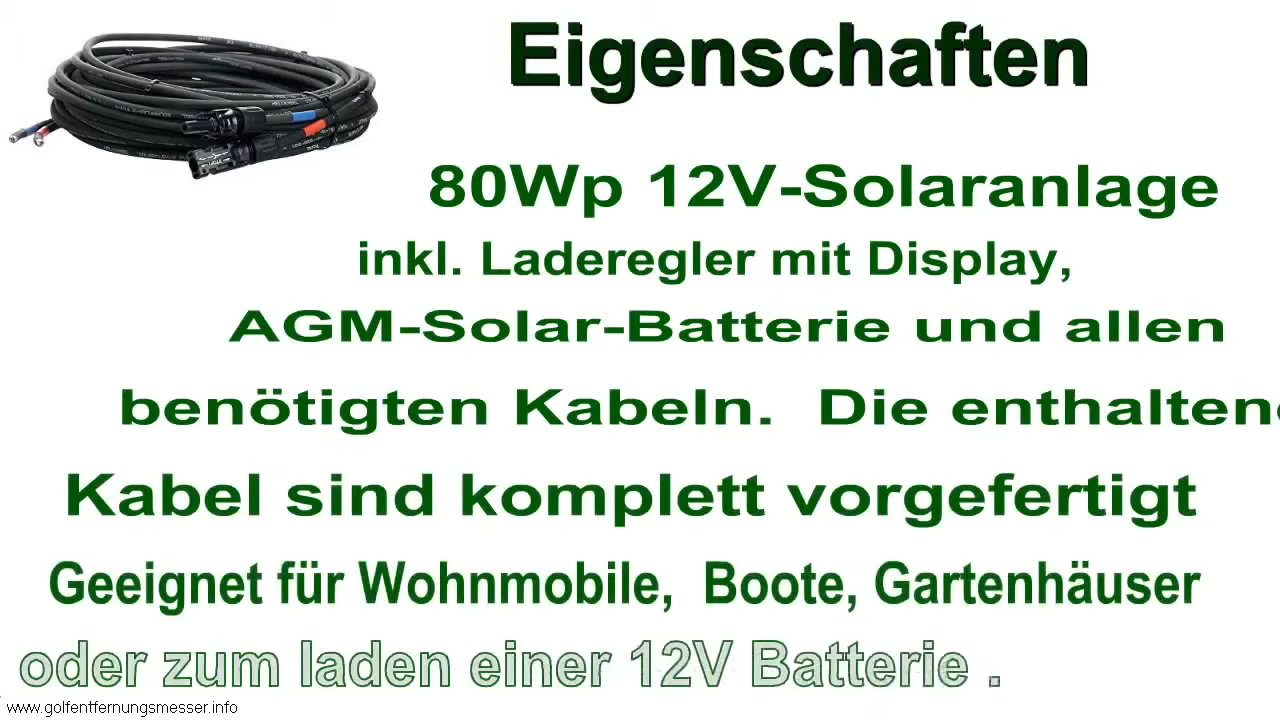 Eigenschaften
80Wp 12V-Solaranlage
inkl. Laderegler mit Display,
AGM-Solar-Batterie und allen
benötigten Kabeln. Die enthalten
Kabel sind komplett vorgefertigt
Geeignet für Wohnmobile, Boote, Gartenhäuser
oder zum laden einer 12V Batterie .
www.golfentfernungsmesser.info